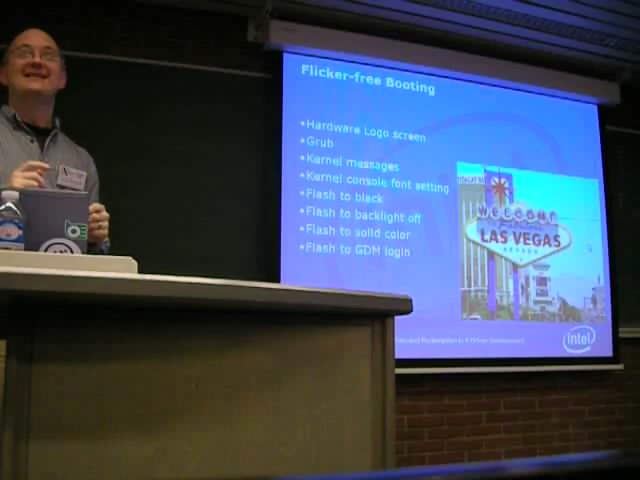 Flicker-free Booting
•Hardware Logo screen
•Grub
•Kernel messages
•Kernel console font setting
•Flash to black
•Flash to backlight off
•Flash to solid color
•Flash to GDM login
WELCOME
LAS VEGAS
NEVADA
intel